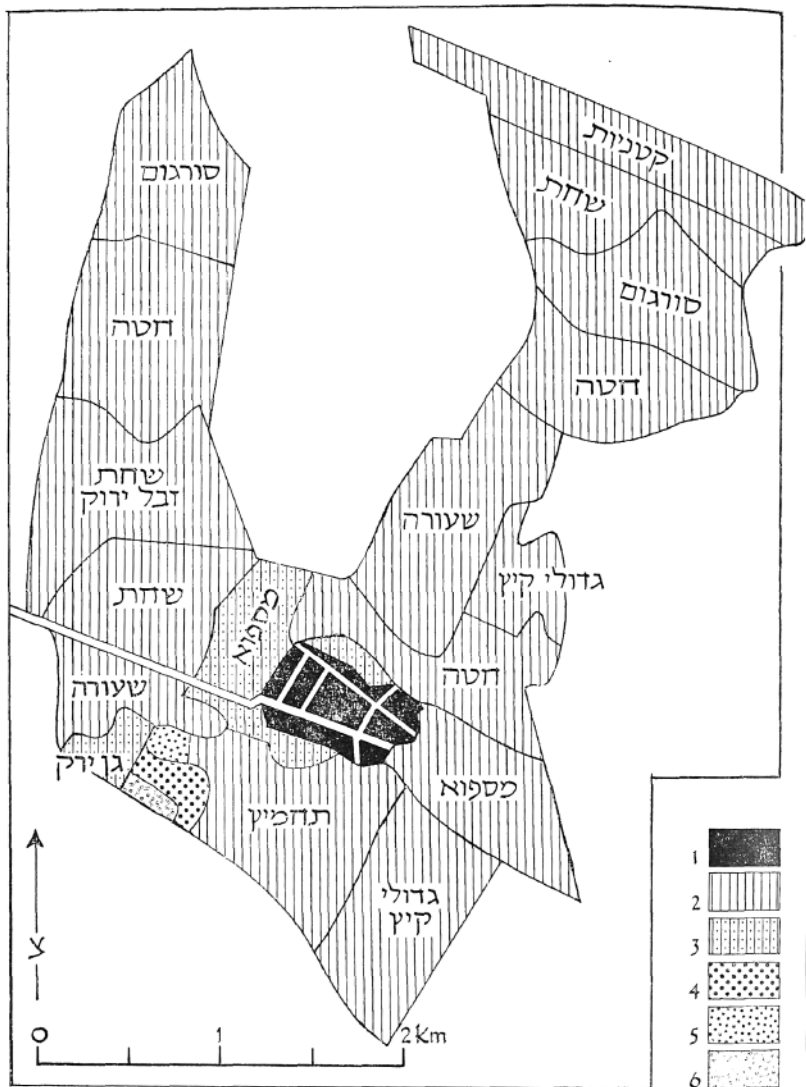 קטניות
סורגום
שחת
סורגום
חטה
חטה
שחת
זבל ירוק
שעורה
גדולי קיץ
שחת
מספוא
חטה
שעורה
גן ירק
מספוא
תחמיץ
גדולי
קיץ
צ
0 1 2 Km
1
2
3
4
5
6